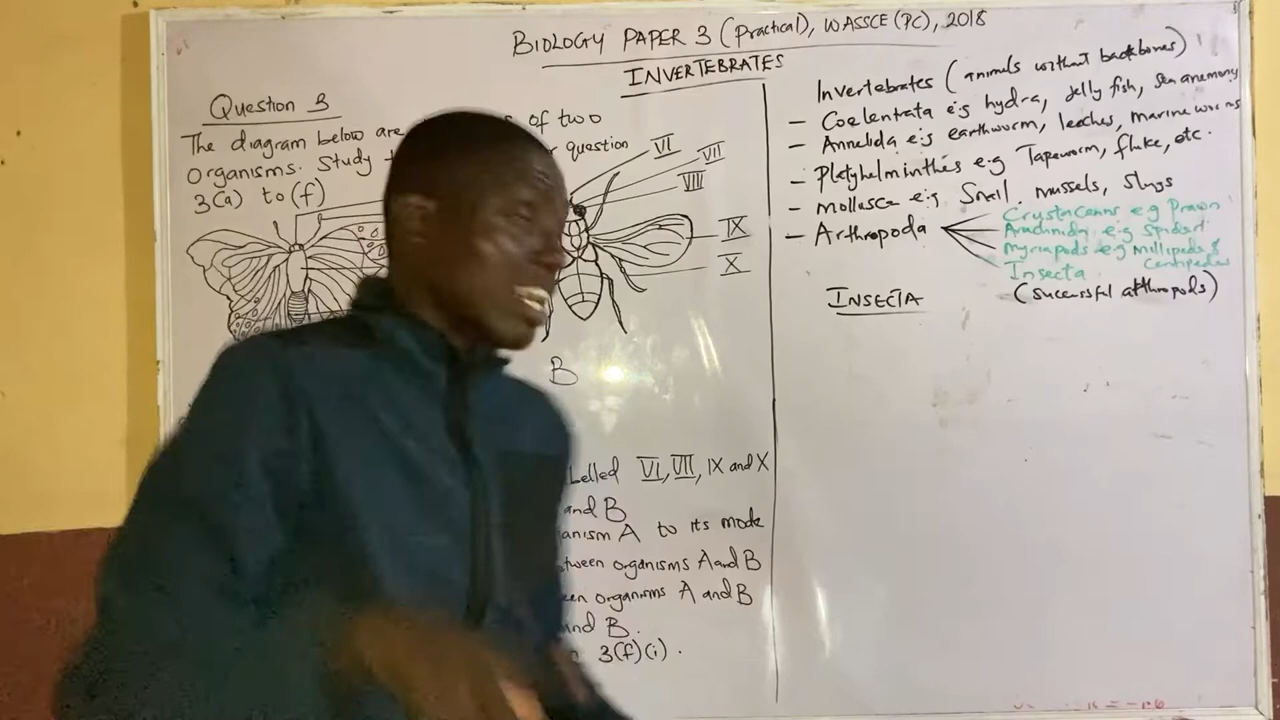 BIOLOGY PAPER 3 (Practical), WASSCE (PC), 2018
INVERTEBRATES
Question 3
The diagram below are of two
Organisms. Study question
3(a) to (f)
VI
VII
VIII
IX
X
B
Lelled VI, VII, IX and X
and B
anism A to its mode
tween organisms A and B
een organisms A and B
and B.
3(f)(i).
Invertebrates (animals without backbones)
- Coelentrata e.g hydra, Jelly fish, Sea anemony
- Annelida e.g earthworm, leeches, marine worms
- Platyhelminthes e.g Tapeworm, fluke, etc.
- mollusca e.g Snail, mussels, slugs
- Arthropoda
Crustaceans e.g Prawn
Arachnida e.g Spider
Myriapods e.g Millipeds &
Centipedes
Insecta
(sucessful arthropods)
INSECTA